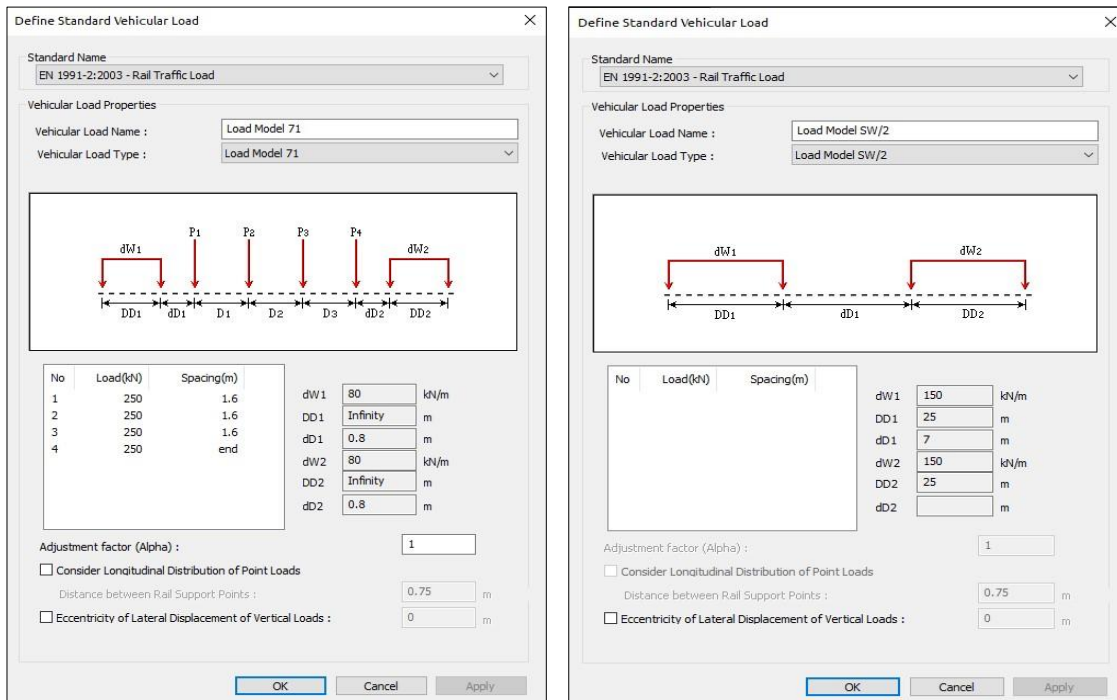 Define Standard Vehicular Load
Standard Name
EN 1991-2:2003 - Rail Traffic Load
Vehicular Load Properties
Vehicular Load Name : Load Model 71
Vehicular Load Type : Load Model 71
P1 P2 P3 P4
dW1 dW2
DD1 dD1 D1 D2 D3 dD2 DD2
No Load(kN) Spacing(m)
1 250 1.6
2 250 1.6
3 250 1.6
4 250 end
dW1 80 kN/m
DD1 Infinity m
dD1 0.8 m
dW2 80 kN/m
DD2 Infinity m
dD2 0.8 m
Adjustment factor (Alpha) : 1
Consider Longitudinal Distribution of Point Loads
Distance between Rail Support Points : 0.75 m
Eccentricity of Lateral Displacement of Vertical Loads : 0 m
OK Cancel Apply
Define Standard Vehicular Load
Standard Name
EN 1991-2:2003 - Rail Traffic Load
Vehicular Load Properties
Vehicular Load Name : Load Model SW/2
Vehicular Load Type : Load Model SW/2
dW1 dW2
DD1 dD1 DD2
No Load(kN) Spacing(m)
dW1 150 kN/m
DD1 25 m
dD1 7 m
dW2 150 kN/m
DD2 25 m
dD2 m
Adjustment factor (Alpha) : 1
Consider Longitudinal Distribution of Point Loads
Distance between Rail Support Points : 0.75 m
Eccentricity of Lateral Displacement of Vertical Loads : 0 m
OK Cancel Apply